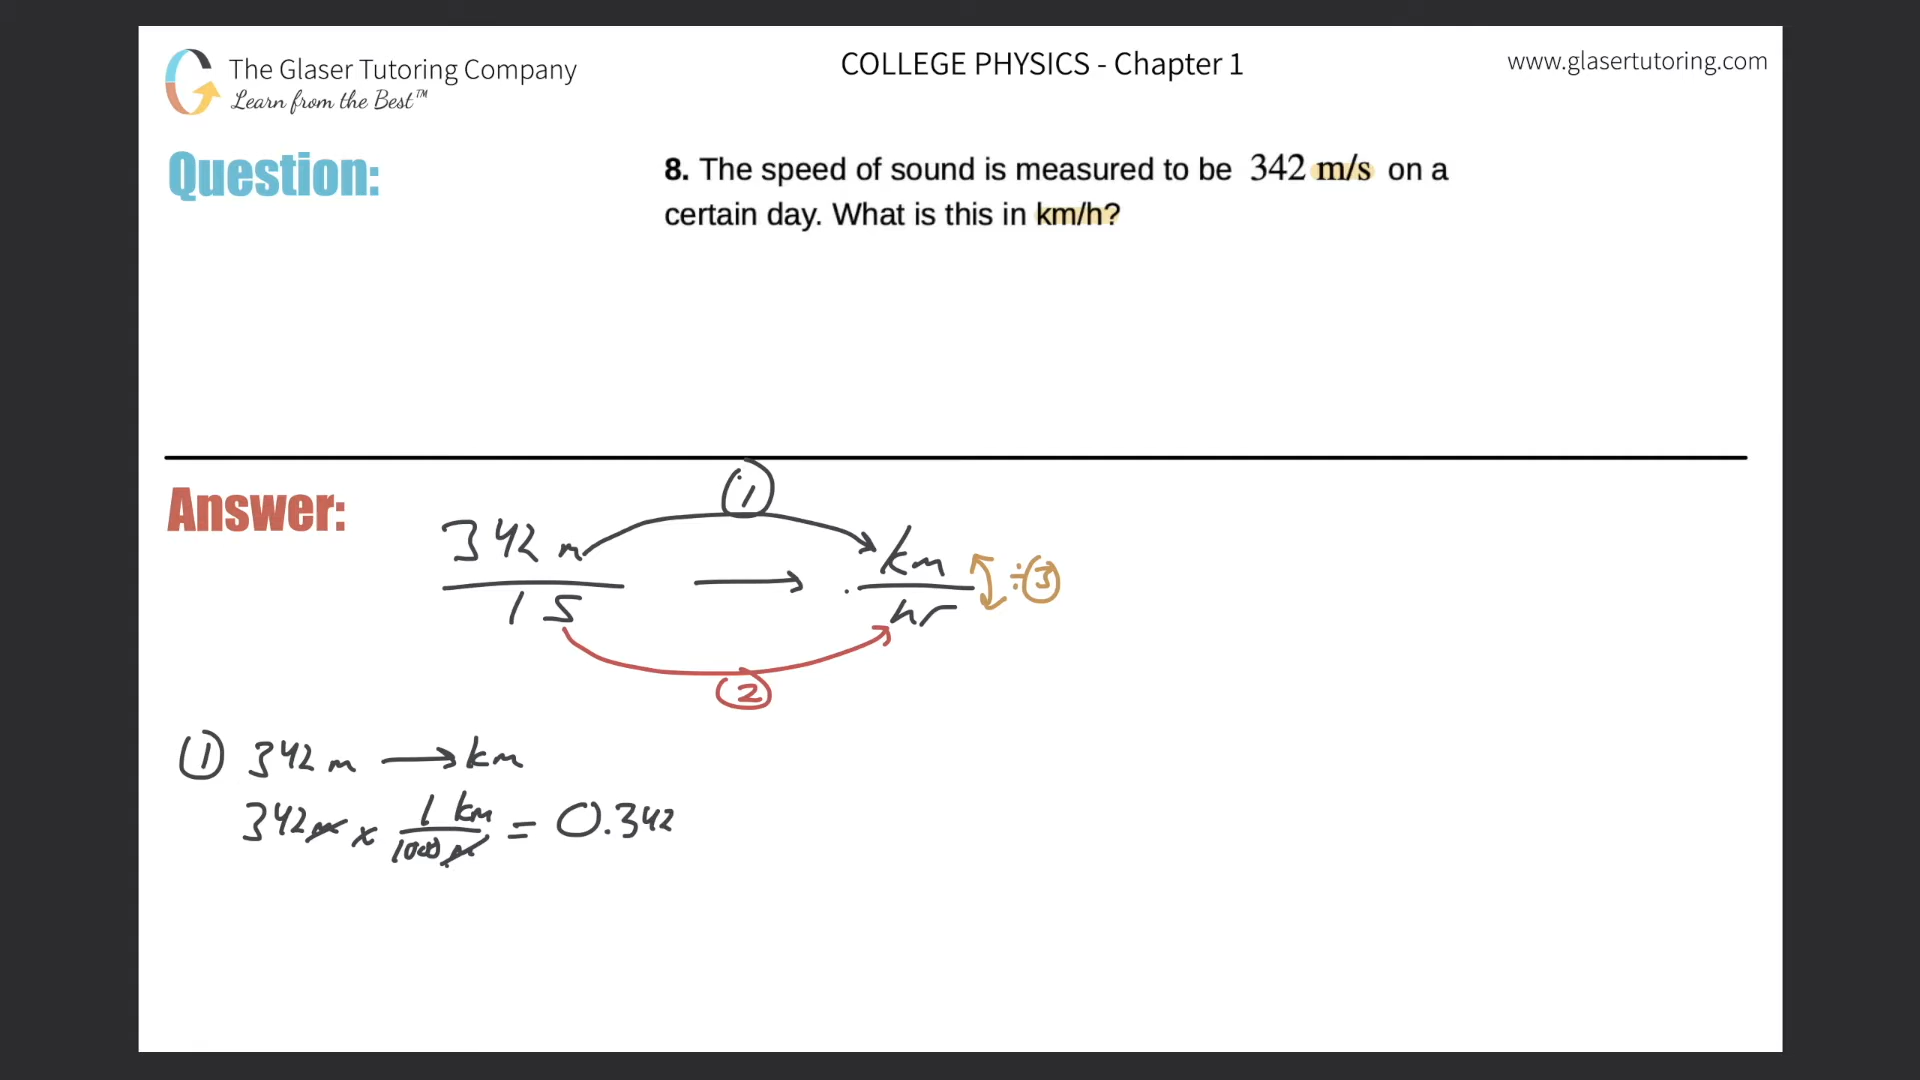 The Glaser Tutoring Company
Learn from the Best™
COLLEGE PHYSICS - Chapter 1
www.glasertutoring.com
Question:
8. The speed of sound is measured to be 342 m/s on a
certain day. What is this in km/h?
Answer:
1
342 m
km
÷ 3
1 s
hr
2
1 342 m → km
342 m x 1 km / 1000 m = 0.342